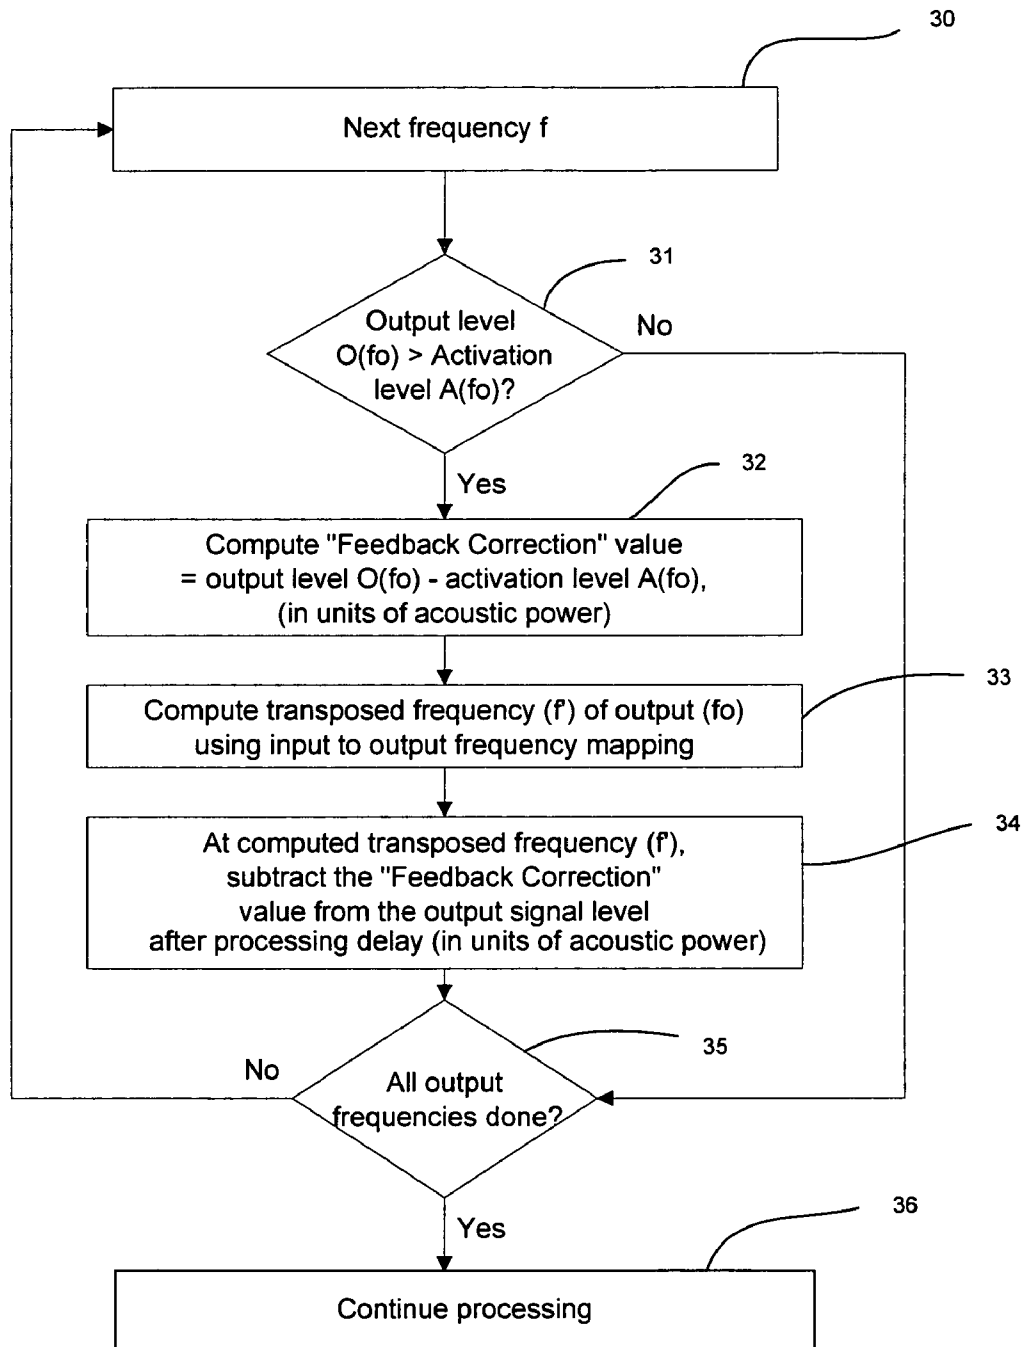 30
Next frequency f
31
Output level
O(fo) > Activation
level A(fo)?
No
Yes
32
Compute "Feedback Correction" value
= output level O(fo) - activation level A(fo),
(in units of acoustic power)
33
Compute transposed frequency (f') of output (fo)
using input to output frequency mapping
34
At computed transposed frequency (f'),
subtract the "Feedback Correction"
value from the output signal level
after processing delay (in units of acoustic power)
35
No
All output
frequencies done?
Yes
36
Continue processing